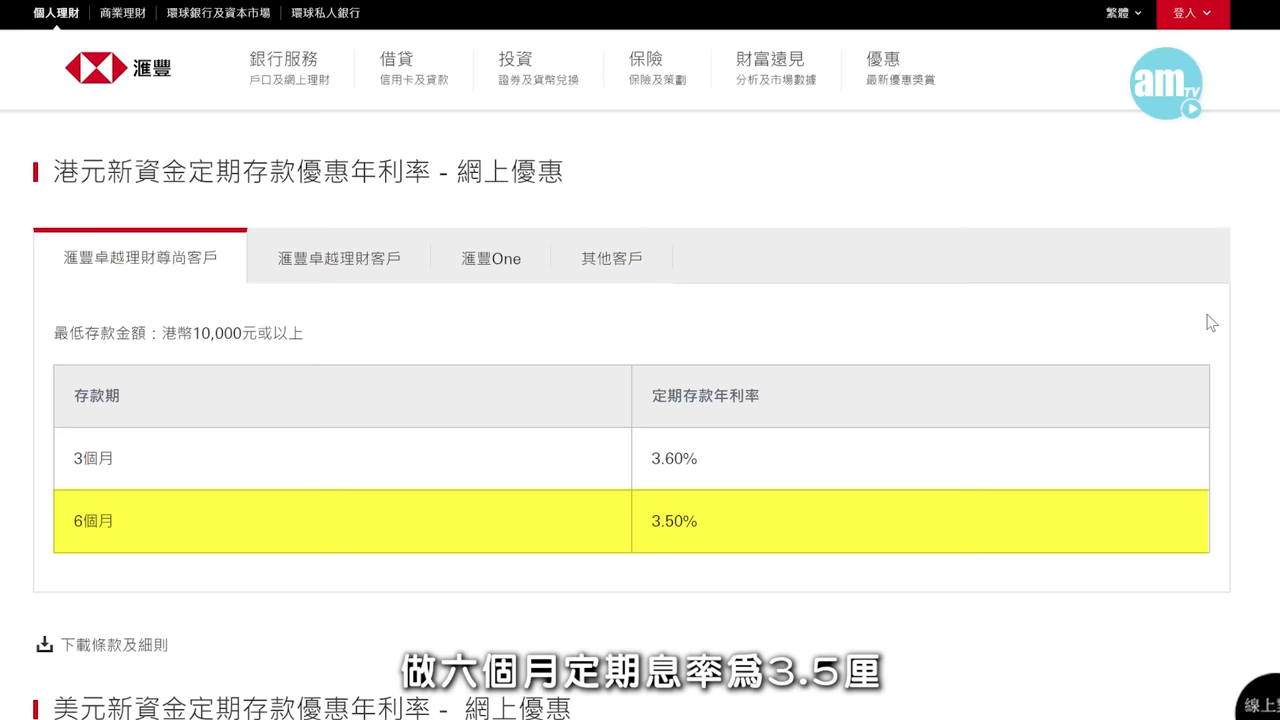 個人理財 商業理財 環球銀行及資本市場 環球私人銀行 繁體 登入
滙豐 銀行服務 借貸 投資 保險 財富遠見 優惠
戶口及網上理財 信用卡及貸款 證券及貨幣兌換 保險及策劃 分析及市場數據 最新優惠獎賞
am TV
港元新資金定期存款優惠年利率 - 網上優惠
滙豐卓越理財尊尚客戶 滙豐卓越理財客戶 滙豐One 其他客戶
最低存款金額：港幣10,000元或以上
存款期 定期存款年利率
3個月 3.60%
6個月 3.50%
下載條款及細則
做六個月定期息率為3.5厘
美元新資金定期存款優惠年利率 - 網上優惠
線上